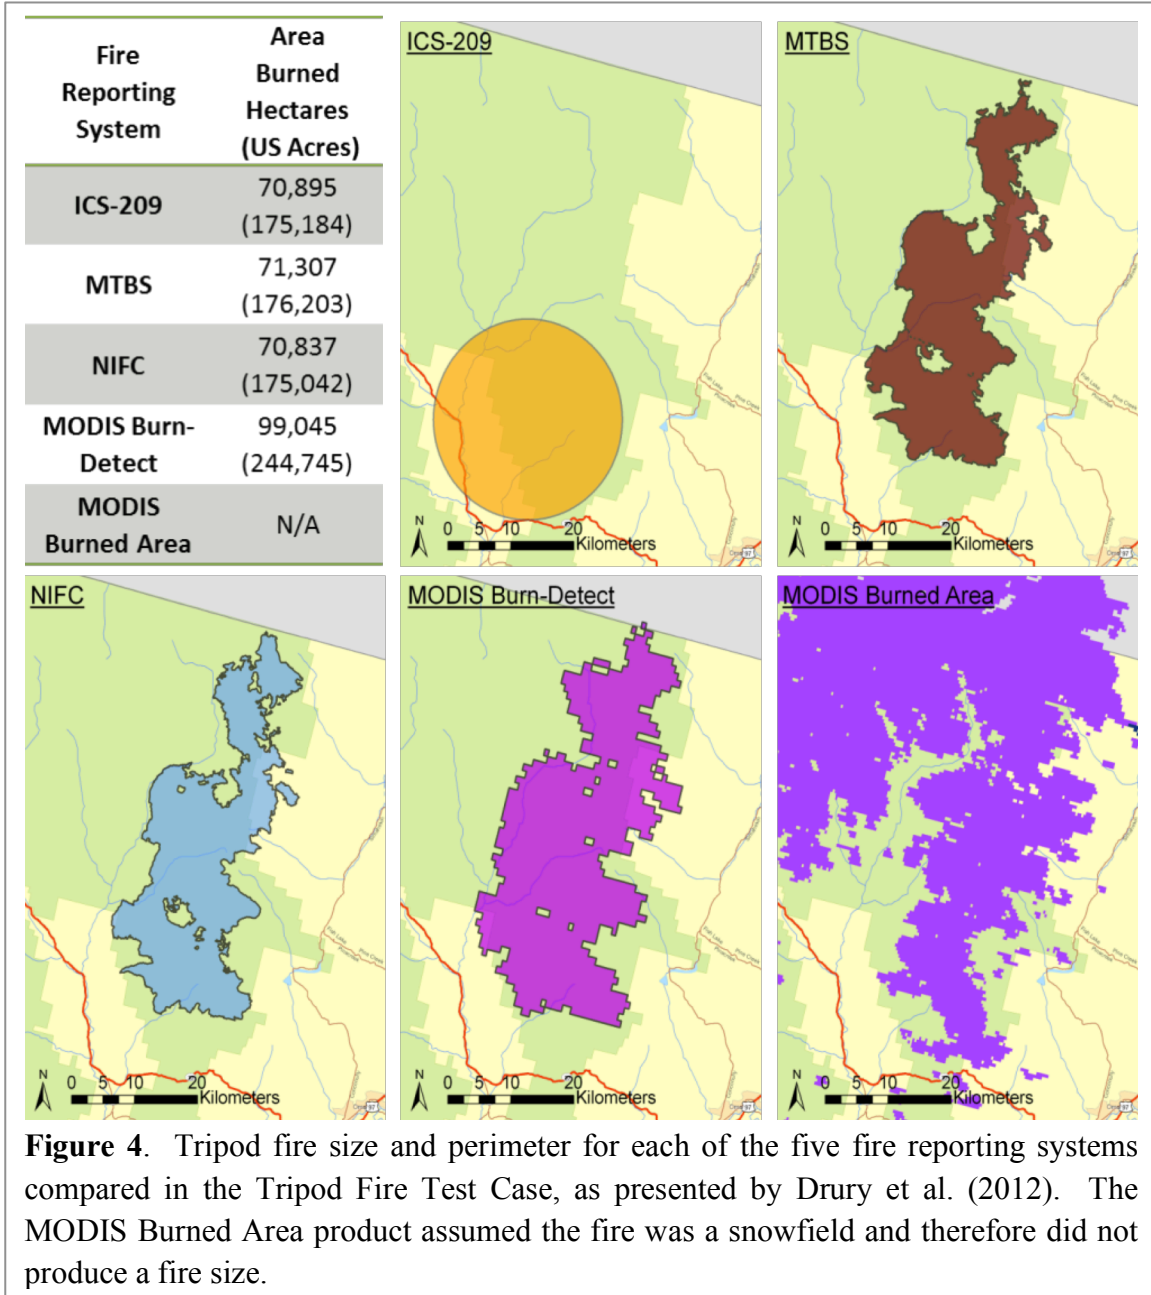 Fire
Reporting
System
Area
Burned
Hectares
(US Acres)
ICS-209
70,895
(175,184)
MTBS
71,307
(176,203)
NIFC
70,837
(175,042)
MODIS Burn-
Detect
99,045
(244,745)
MODIS
Burned Area
N/A
ICS-209
N
0 5 10 20
Kilometers
MTBS
N
0 5 10 20
Kilometers
97
NIFC
N
0 5 10 20
Kilometers
97
MODIS Burn-Detect
N
0 5 10 20
Kilometers
97
MODIS Burned Area
N
0 5 10 20
Kilometers
97
Figure 4. Tripod fire size and perimeter for each of the five fire reporting systems
compared in the Tripod Fire Test Case, as presented by Drury et al. (2012). The
MODIS Burned Area product assumed the fire was a snowfield and therefore did not
produce a fire size.